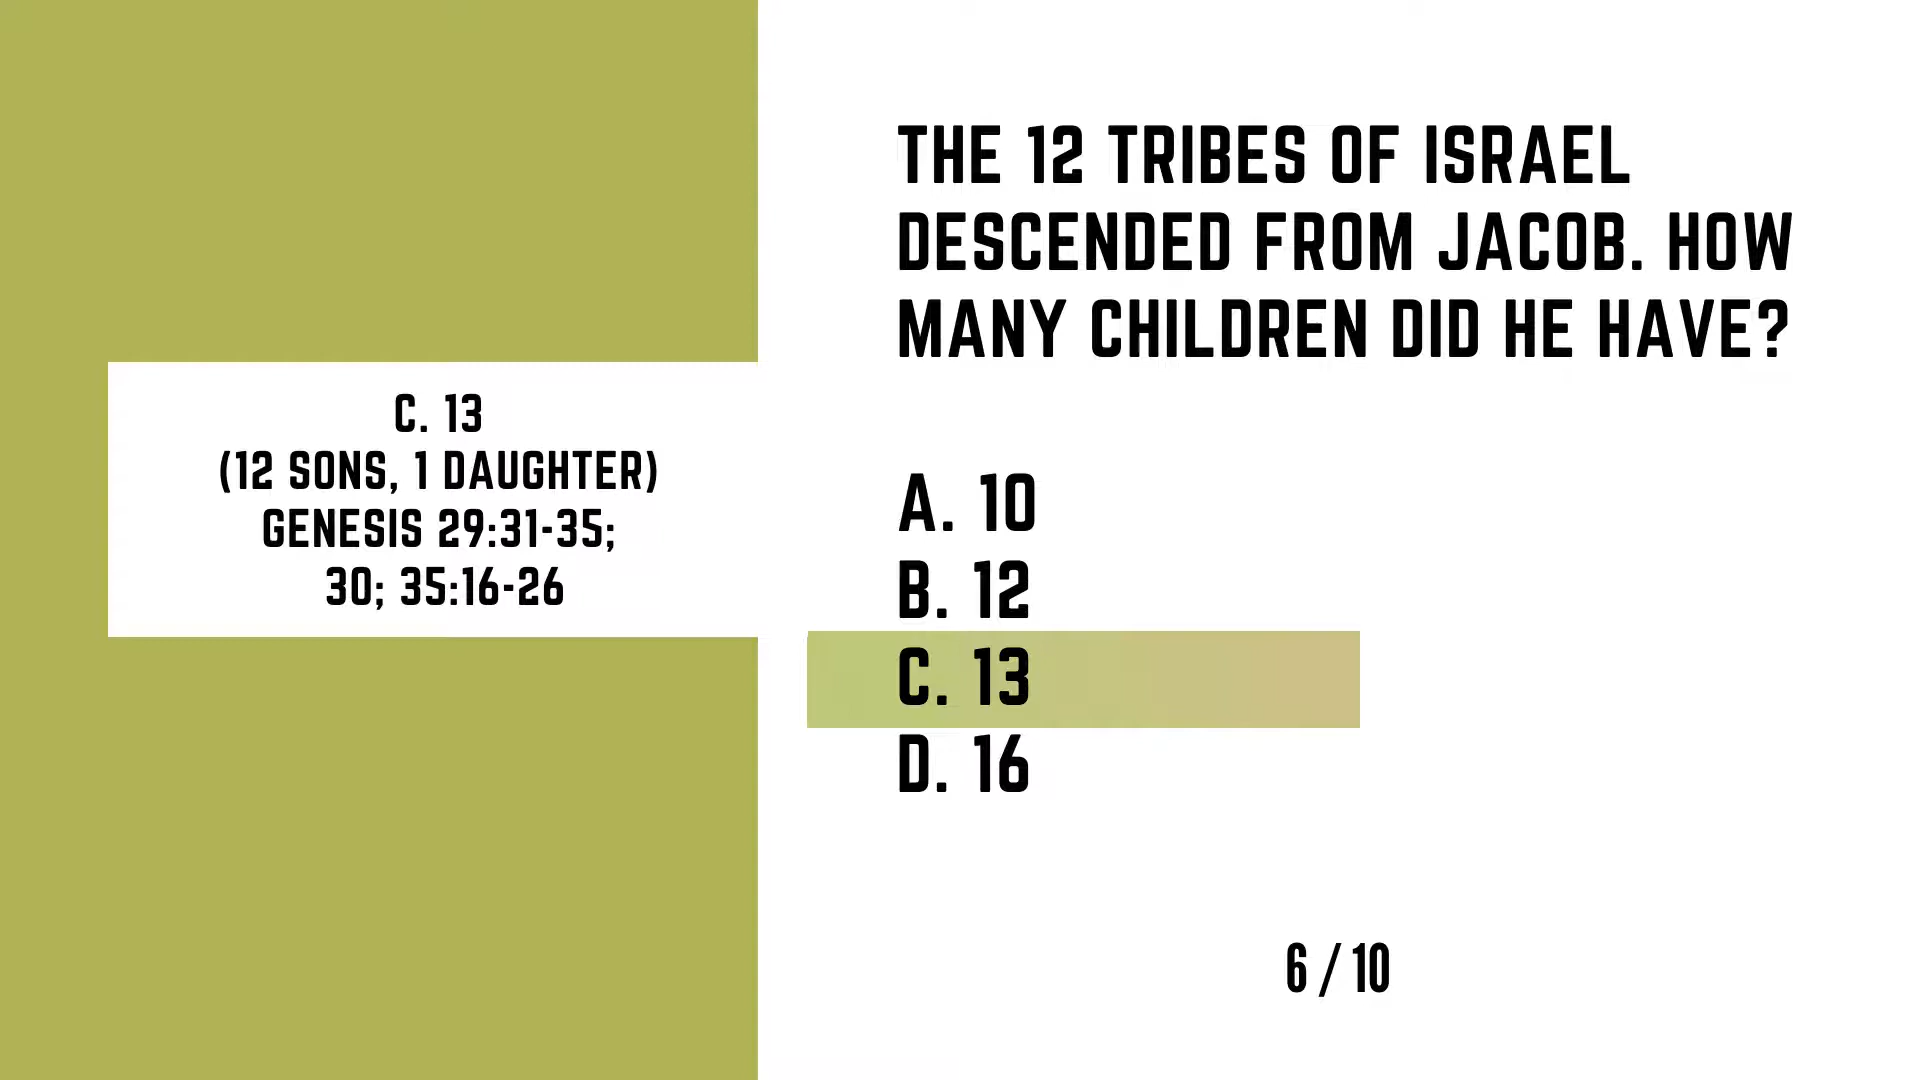 THE 12 TRIBES OF ISRAEL
DESCENDED FROM JACOB. HOW
MANY CHILDREN DID HE HAVE?
A. 10
B. 12
C. 13
D. 16
C. 13
(12 SONS, 1 DAUGHTER)
GENESIS 29:31-35;
30; 35:16-26
6 / 10